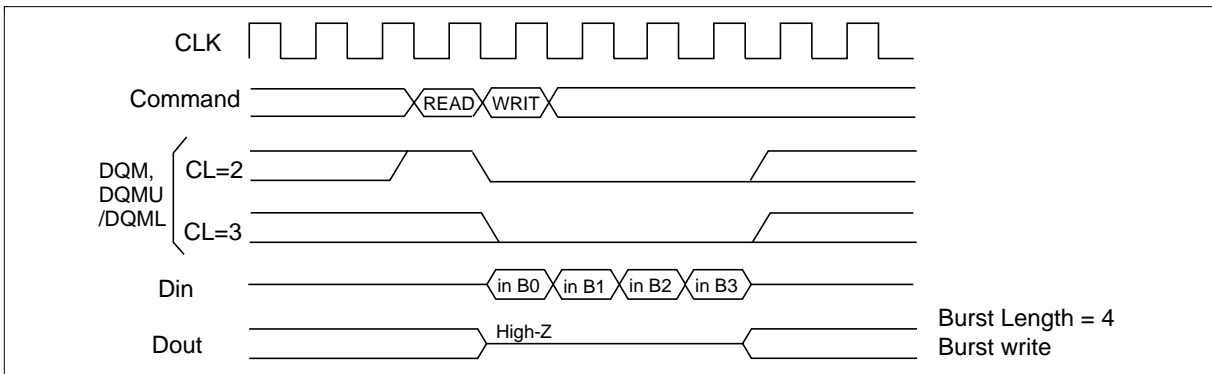 CLK
Command
READ
WRIT
DQM,
DQMU
/DQML
CL=2
CL=3
Din
in B0
in B1
in B2
in B3
Dout
High-Z
Burst Length = 4
Burst write